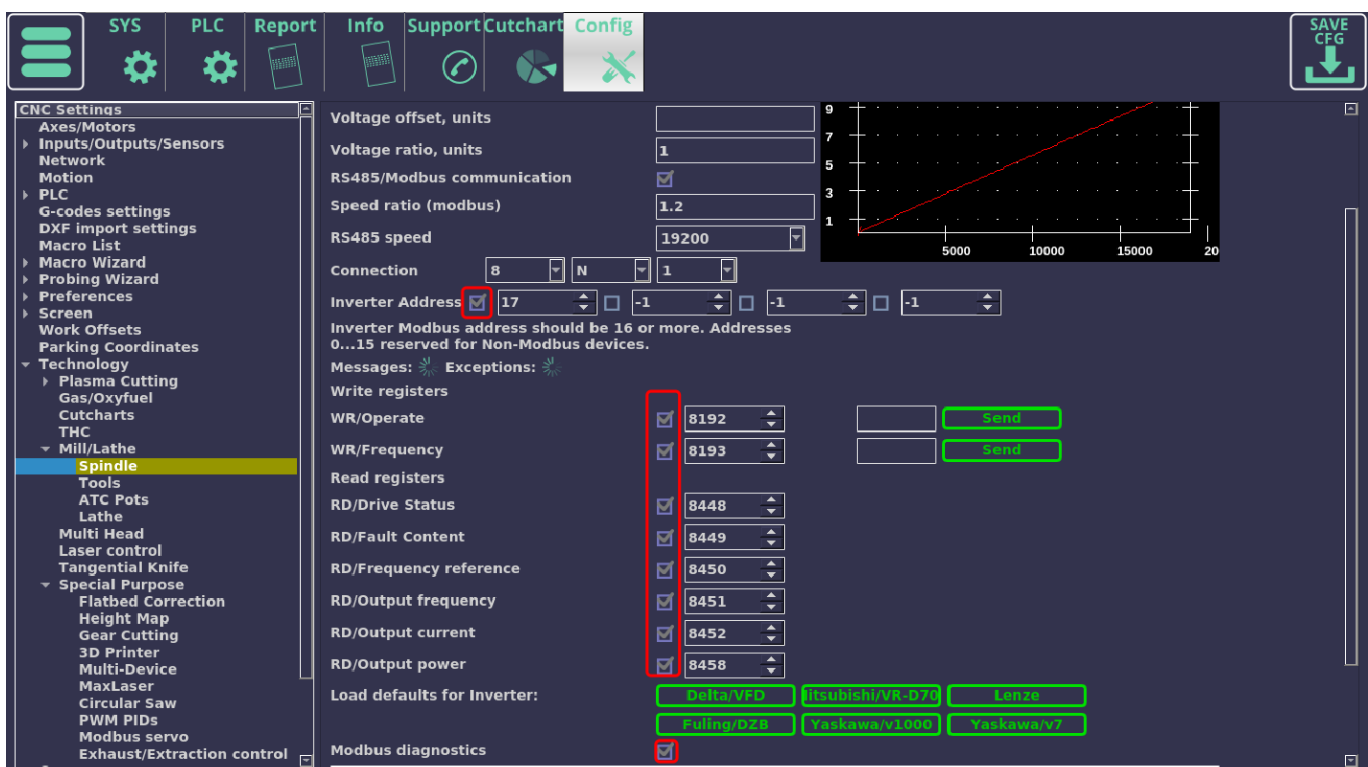 SYS PLC Report Info Support Cutchart Config SAVE CFG
CNC Settings
Axes/Motors
Inputs/Outputs/Sensors
Network
Motion
PLC
G-codes settings
DXF import settings
Macro List
Macro Wizard
Probing Wizard
Preferences
Screen
Work Offsets
Parking Coordinates
Technology
Plasma Cutting
Gas/Oxyfuel
Cutcharts
THC
Mill/Lathe
Spindle
Tools
ATC Pots
Lathe
Multi Head
Laser control
Tangential Knife
Special Purpose
Flatbed Correction
Height Map
Gear Cutting
3D Printer
Multi-Device
MaxLaser
Circular Saw
PWM PIDs
Modbus servo
Exhaust/Extraction control
Voltage offset, units
Voltage ratio, units 1
RS485/Modbus communication
Speed ratio (modbus) 1.2
RS485 speed 19200
Connection 8 N 1
Inverter Address 17 -1 -1 -1
Inverter Modbus address should be 16 or more. Addresses
0...15 reserved for Non-Modbus devices.
Messages: Exceptions:
Write registers
WR/Operate 8192 Send
WR/Frequency 8193 Send
Read registers
RD/Drive Status 8448
RD/Fault Content 8449
RD/Frequency reference 8450
RD/Output frequency 8451
RD/Output current 8452
RD/Output power 8458
Load defaults for Inverter: Delta/VFD itsubishi/VR-D70 Lenze
Fuling/DZB Yaskawa/v1000 Yaskawa/v7
Modbus diagnostics
9
7
5
3
1
5000 10000 15000 20